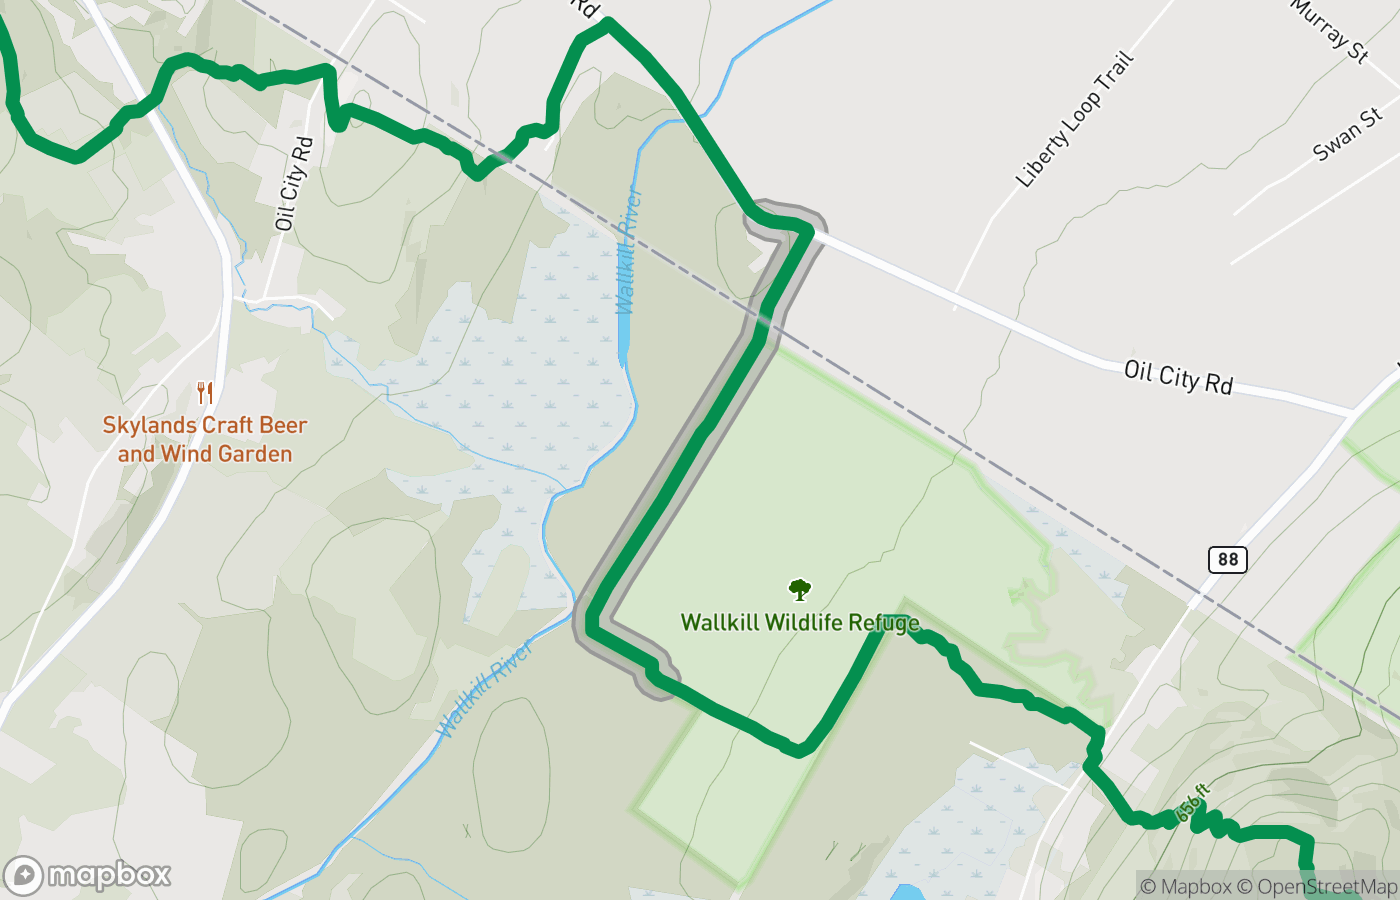 Rd
Murray St
Liberty Loop Trail
Swan St
Oil City Rd
Wallkill River
Oil City Rd
Skylands Craft Beer
and Wind Garden
88
Wallkill Wildlife Refuge
Wallkill River
656 ft
mapbox
© Mapbox © OpenStreetMap